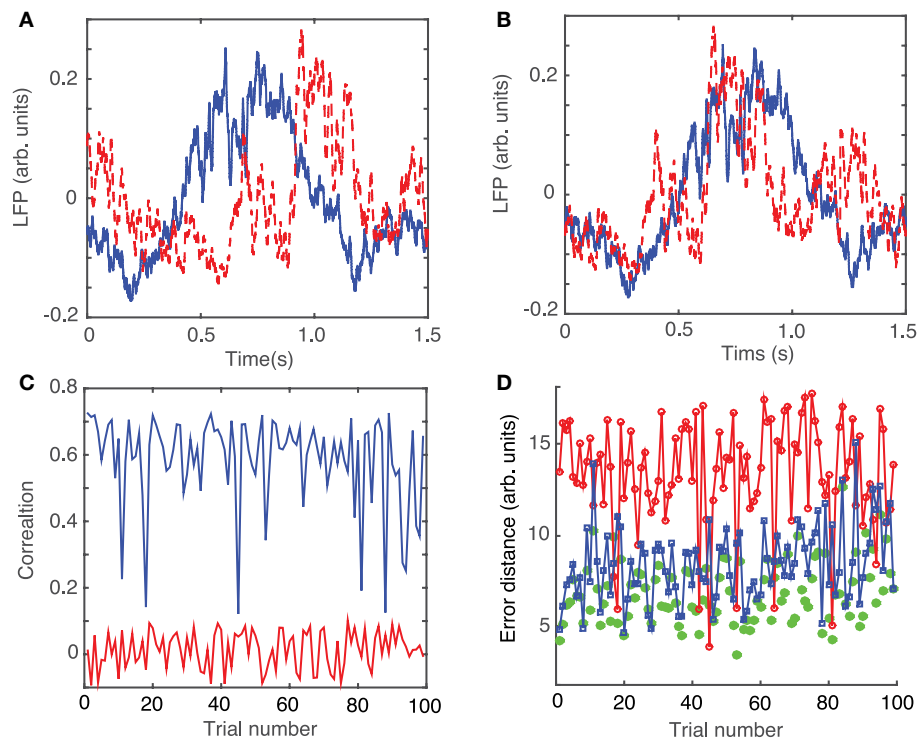 A
LFP (arb. units)
0.2
0
-0.2
0
0.5
1.0
1.5
Time(s)
B
LFP (arb. units)
0.2
0
-0.2
0
0.5
1.0
1.5
Tims (s)
C
Correaltion
0.8
0.6
0.4
0.2
0
0
20
40
60
80
100
Trial number
D
Error distance (arb. units)
15
10
5
0
20
40
60
80
100
Trial number